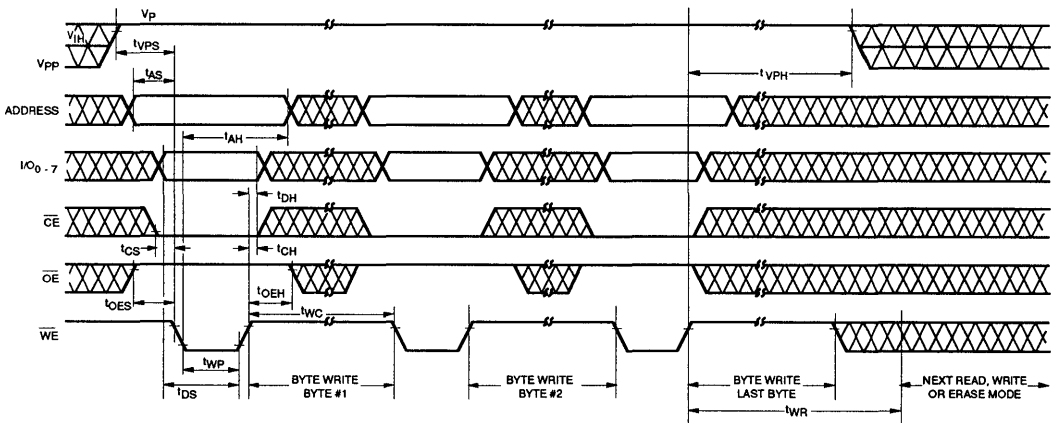 VP
VIH
VPP
tVPS
tVPH
tAS
ADDRESS
tAH
I/O0 - 7
tDH
CE
tCS
tCH
OE
tOES
tOEH
tWC
WE
tWP
tDS
BYTE WRITE
BYTE #1
BYTE WRITE
BYTE #2
BYTE WRITE
LAST BYTE
NEXT READ, WRITE
OR ERASE MODE
tWR